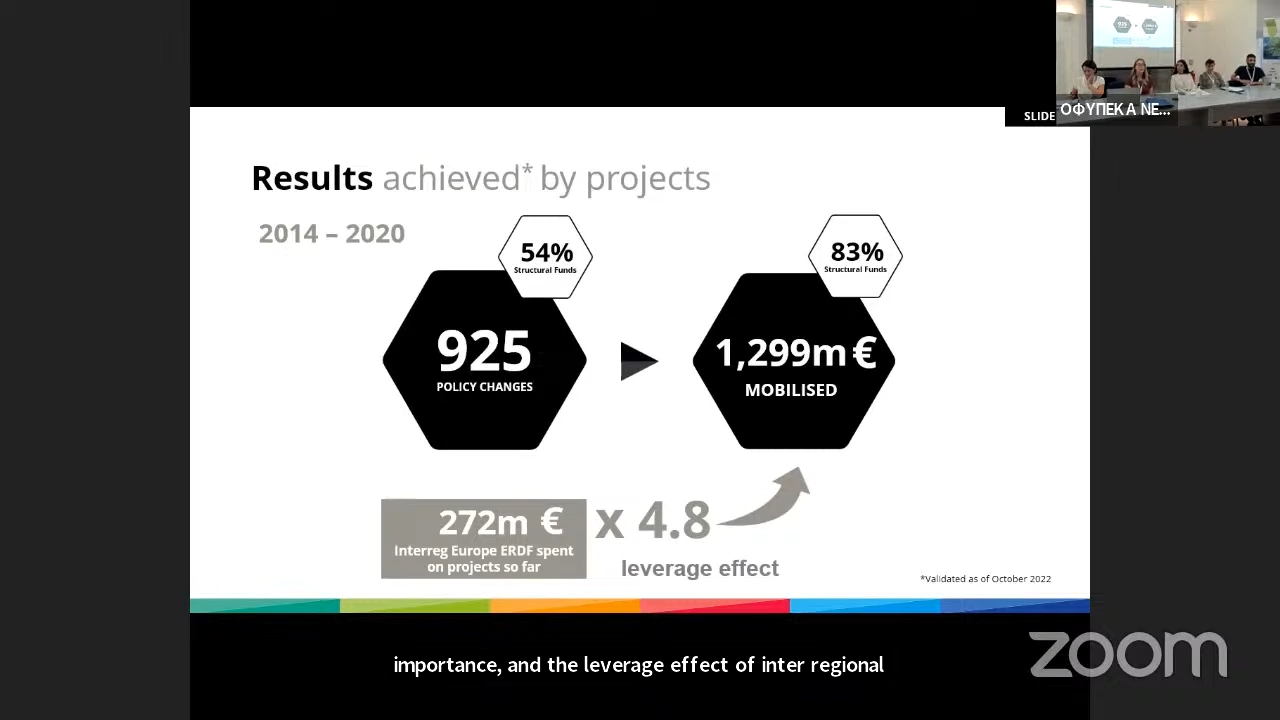 SLIDE
ΟΦΥΠΕΚΑ ΝΕ...
Results achieved* by projects
2014 – 2020
54%
Structural Funds
83%
Structural Funds
925
POLICY CHANGES
1,299m €
MOBILISED
272m €
Interreg Europe ERDF spent
on projects so far
x 4.8
leverage effect
*Validated as of October 2022
importance, and the leverage effect of inter regional
zoom